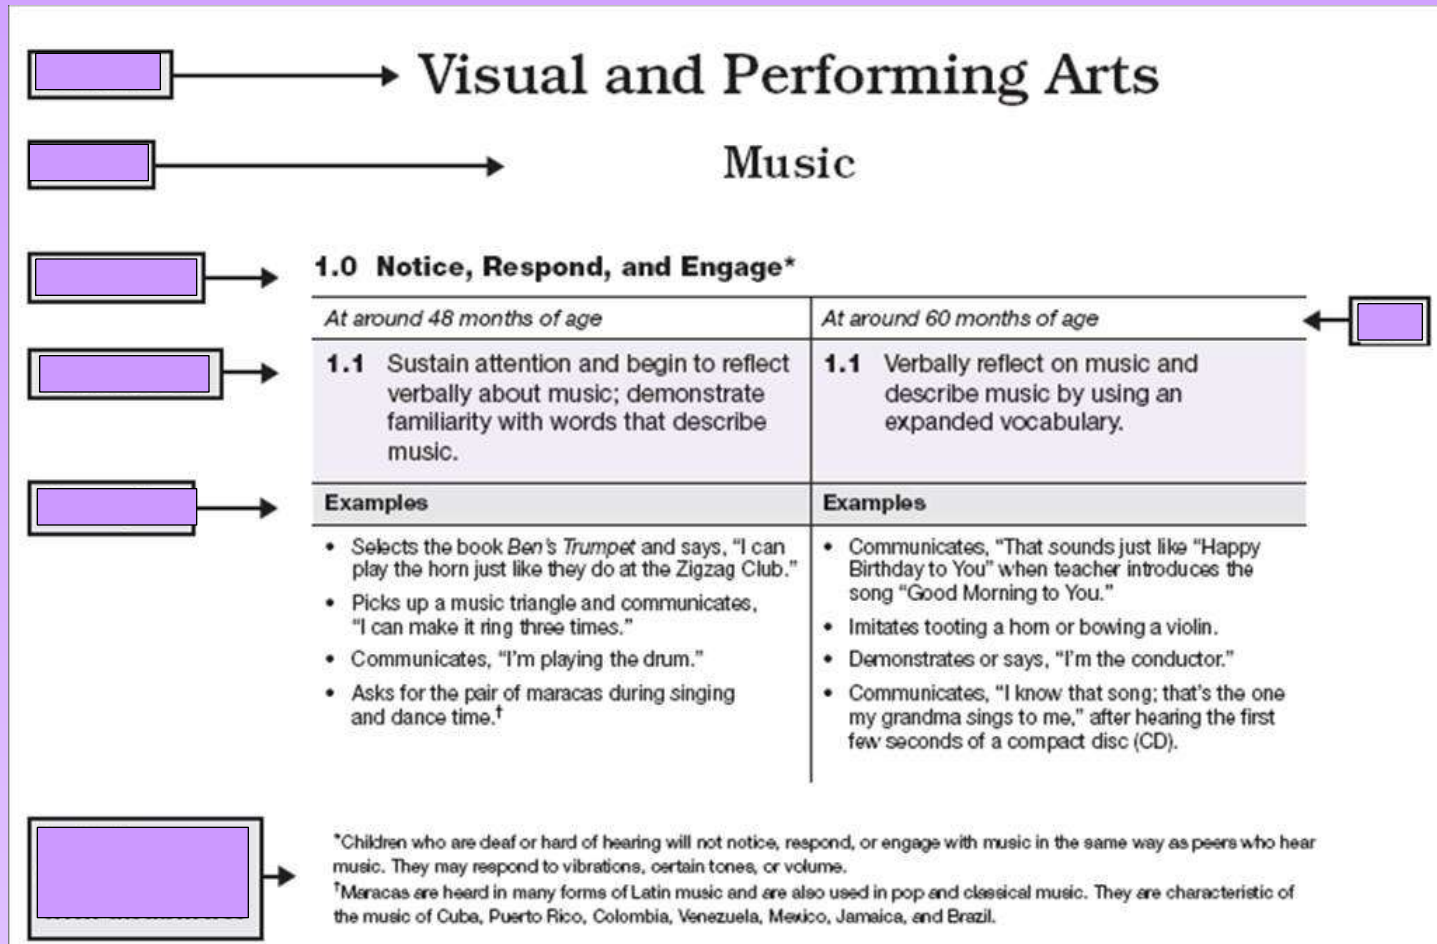 Visual and Performing Arts
Music
1.0 Notice, Respond, and Engage*
At around 48 months of age
1.1 Sustain attention and begin to reflect
verbally about music; demonstrate
familiarity with words that describe
music.
Examples
• Selects the book Ben's Trumpet and says, “I can
play the horn just like they do at the Zigzag Club.”
• Picks up a music triangle and communicates,
“I can make it ring three times.”
• Communicates, “I'm playing the drum.”
• Asks for the pair of maracas during singing
and dance time.†
At around 60 months of age
1.1 Verbally reflect on music and
describe music by using an
expanded vocabulary.
Examples
• Communicates, “That sounds just like “Happy
Birthday to You” when teacher introduces the
song “Good Morning to You.”
• Imitates tooting a horn or bowing a violin.
• Demonstrates or says, “I'm the conductor.”
• Communicates, “I know that song; that's the one
my grandma sings to me,” after hearing the first
few seconds of a compact disc (CD).
*Children who are deaf or hard of hearing will not notice, respond, or engage with music in the same way as peers who hear
music. They may respond to vibrations, certain tones, or volume.
†Maracas are heard in many forms of Latin music and are also used in pop and classical music. They are characteristic of
the music of Cuba, Puerto Rico, Colombia, Venezuela, Mexico, Jamaica, and Brazil.